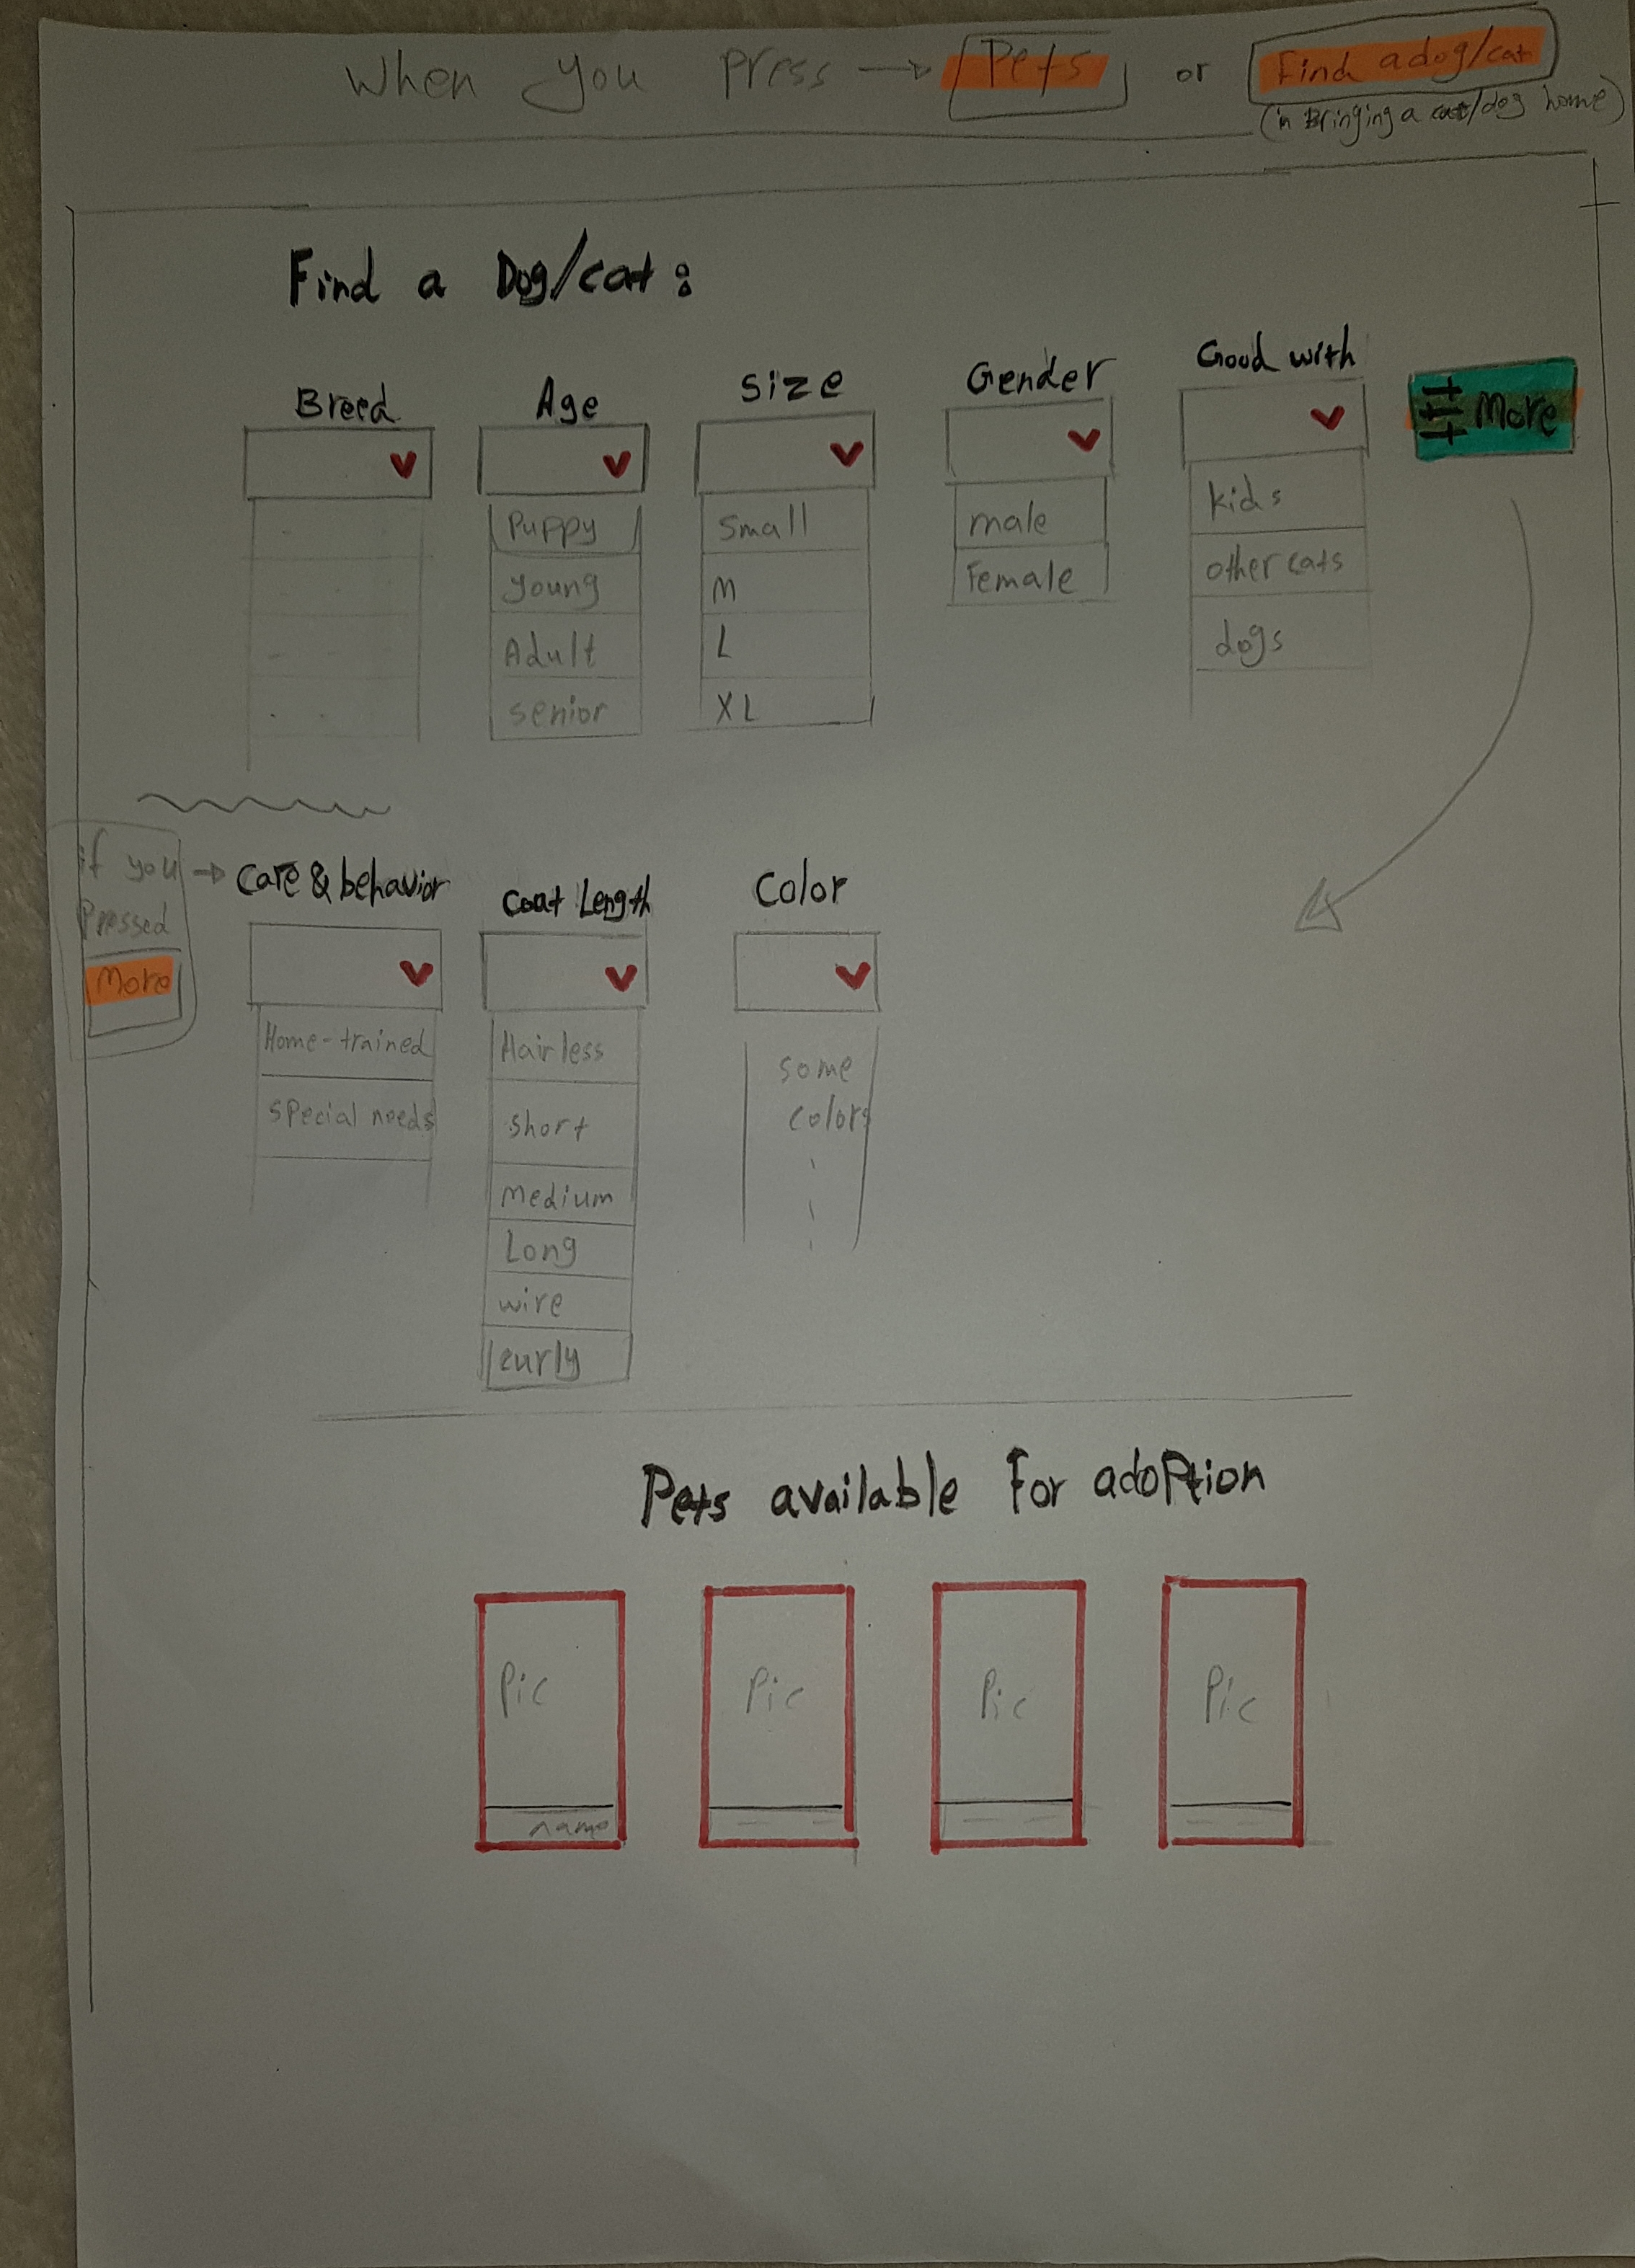 When you press → Pets or Find a dog/cat
(in Bringing a cat/dog home)
Find a Dog/cat:
Breed Age Size Gender Good with More
Puppy Small male kids
young M Female other cats
Adult L dogs
senior XL
if you → Care & behavior Coat Length Color
Pressed
More
Home-trained Hairless some
special needs short colors
Medium
Long
wire
curly
Pets available For adoption
Pic Pic Pic Pic
name